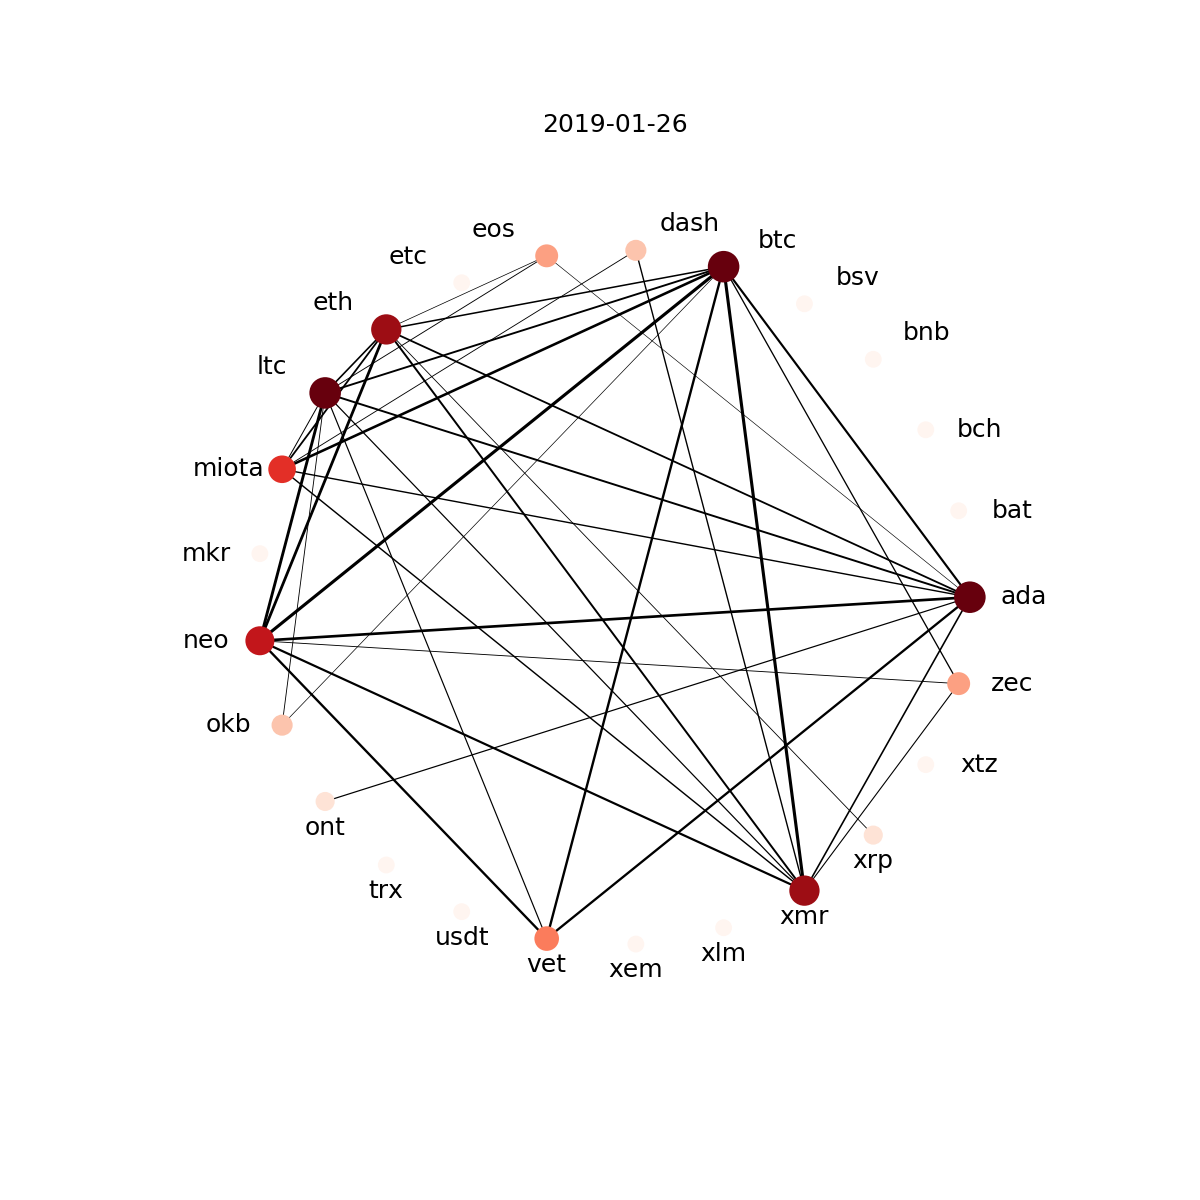 2019-01-26
dash
eos
btc
etc
bsv
eth
bnb
ltc
bch
miota
bat
mkr
ada
neo
zec
okb
xtz
ont
xrp
trx
xmr
usdt
xlm
vet
xem